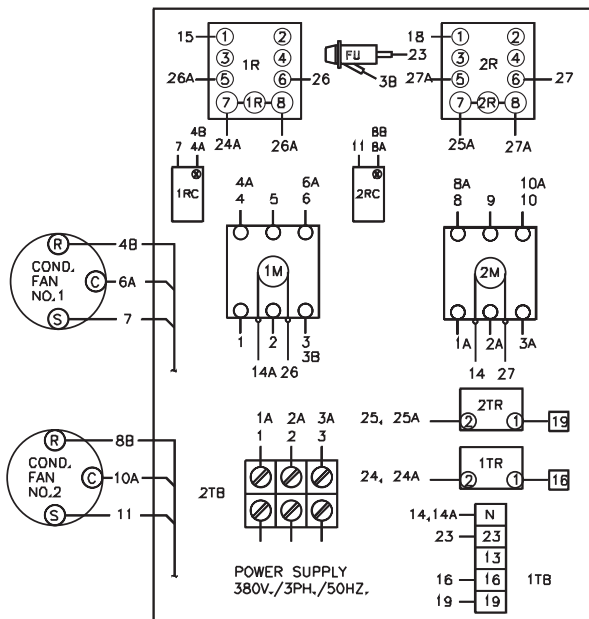 15 1 2 FU 23 18 1 2
3 1R 4 3 2R 4
26A 5 6 26 3B 27A 5 6 27
7 1R 8 7 2R 8
24A 26A 25A 27A
4B 8B
7 4A 11 8A
1RC 2RC
4A 6A 8A 10A
4 5 6 8 9 10
1M 2M
1 2 3 1A 2A 3A
3B
14A 26 14 27
R 4B
COND. C 6A
FAN
NO.1
S 7
R 8B
COND. C 10A
FAN
NO.2
S 11
1A 2A 3A
1 2 3
2TB
POWER SUPPLY
380V./3PH./50HZ.
25, 25A 2 2TR 1 19
24, 24A 2 1TR 1 16
14,14A N
23 23
13
16 16 1TB
19 19